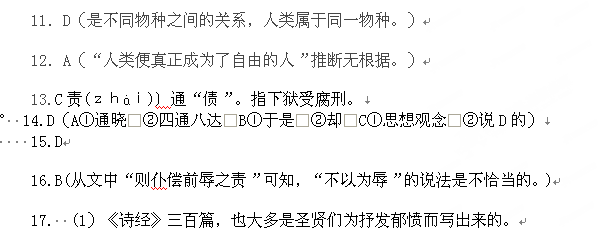 11. D(是不同物种之间的关系，人类属于同一物种。)
12. A(“人类便真正成为了自由的人”推断无根据。)
13.C 责(zhài)〕通“债”。指下狱受腐刑。
14.D（A①通晓□②四通八达□B①于是□②却□C①思想观念□②说 D 的）
15.D
16.B(从文中“则仆偿前辱之责”可知，“不以为辱”的说法是不恰当的。)
17. (1) 《诗经》三百篇，也大多是圣贤们为抒发郁愤而写出来的。